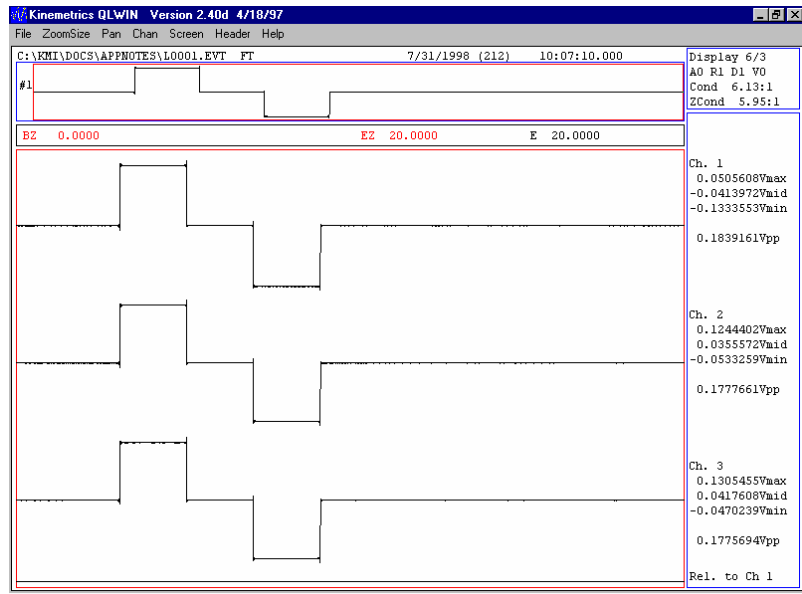 Kinemetrics QLWIN Version 2.40d 4/18/97
File ZoomSize Pan Chan Screen Header Help
C:\KMI\DOCS\APPNOTES\L0001.EVT FT 7/31/1998 (212) 10:07:10.000
#1
BZ 0.0000 EZ 20.0000 E 20.0000
Display 6/3
A0 R1 D1 V0
Cond 6.13:1
ZCond 5.95:1
Ch. 1
0.0505608Vmax
-0.0413972Vmid
-0.1333553Vmin
0.1839161Vpp
Ch. 2
0.1244402Vmax
0.0355572Vmid
-0.0533259Vmin
0.1777661Vpp
Ch. 3
0.1305455Vmax
0.0417608Vmid
-0.0470239Vmin
0.1775694Vpp
Rel. to Ch 1